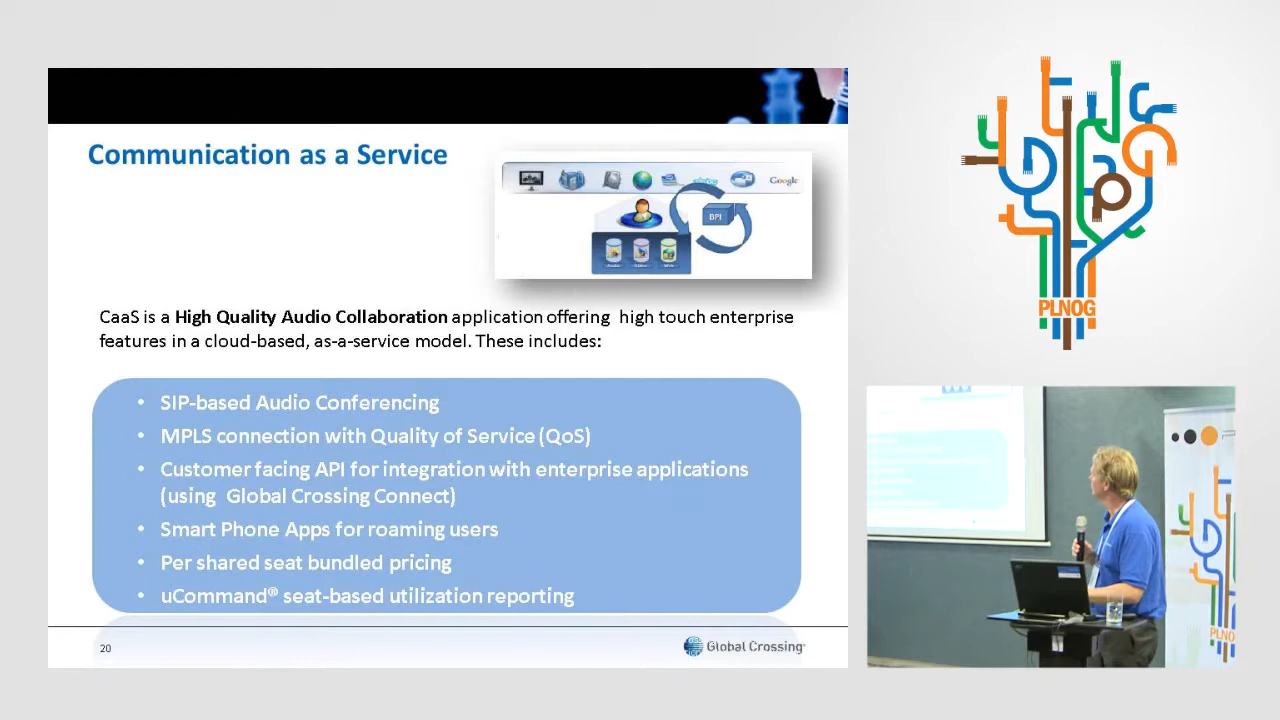 Communication as a Service
Google
BPI
CaaS is a High Quality Audio Collaboration application offering high touch enterprise
features in a cloud-based, as-a-service model. These includes:
• SIP-based Audio Conferencing
• MPLS connection with Quality of Service (QoS)
• Customer facing API for integration with enterprise applications
(using Global Crossing Connect)
• Smart Phone Apps for roaming users
• Per shared seat bundled pricing
• uCommand® seat-based utilization reporting
20
Global Crossing
PLNOG
PLNOG